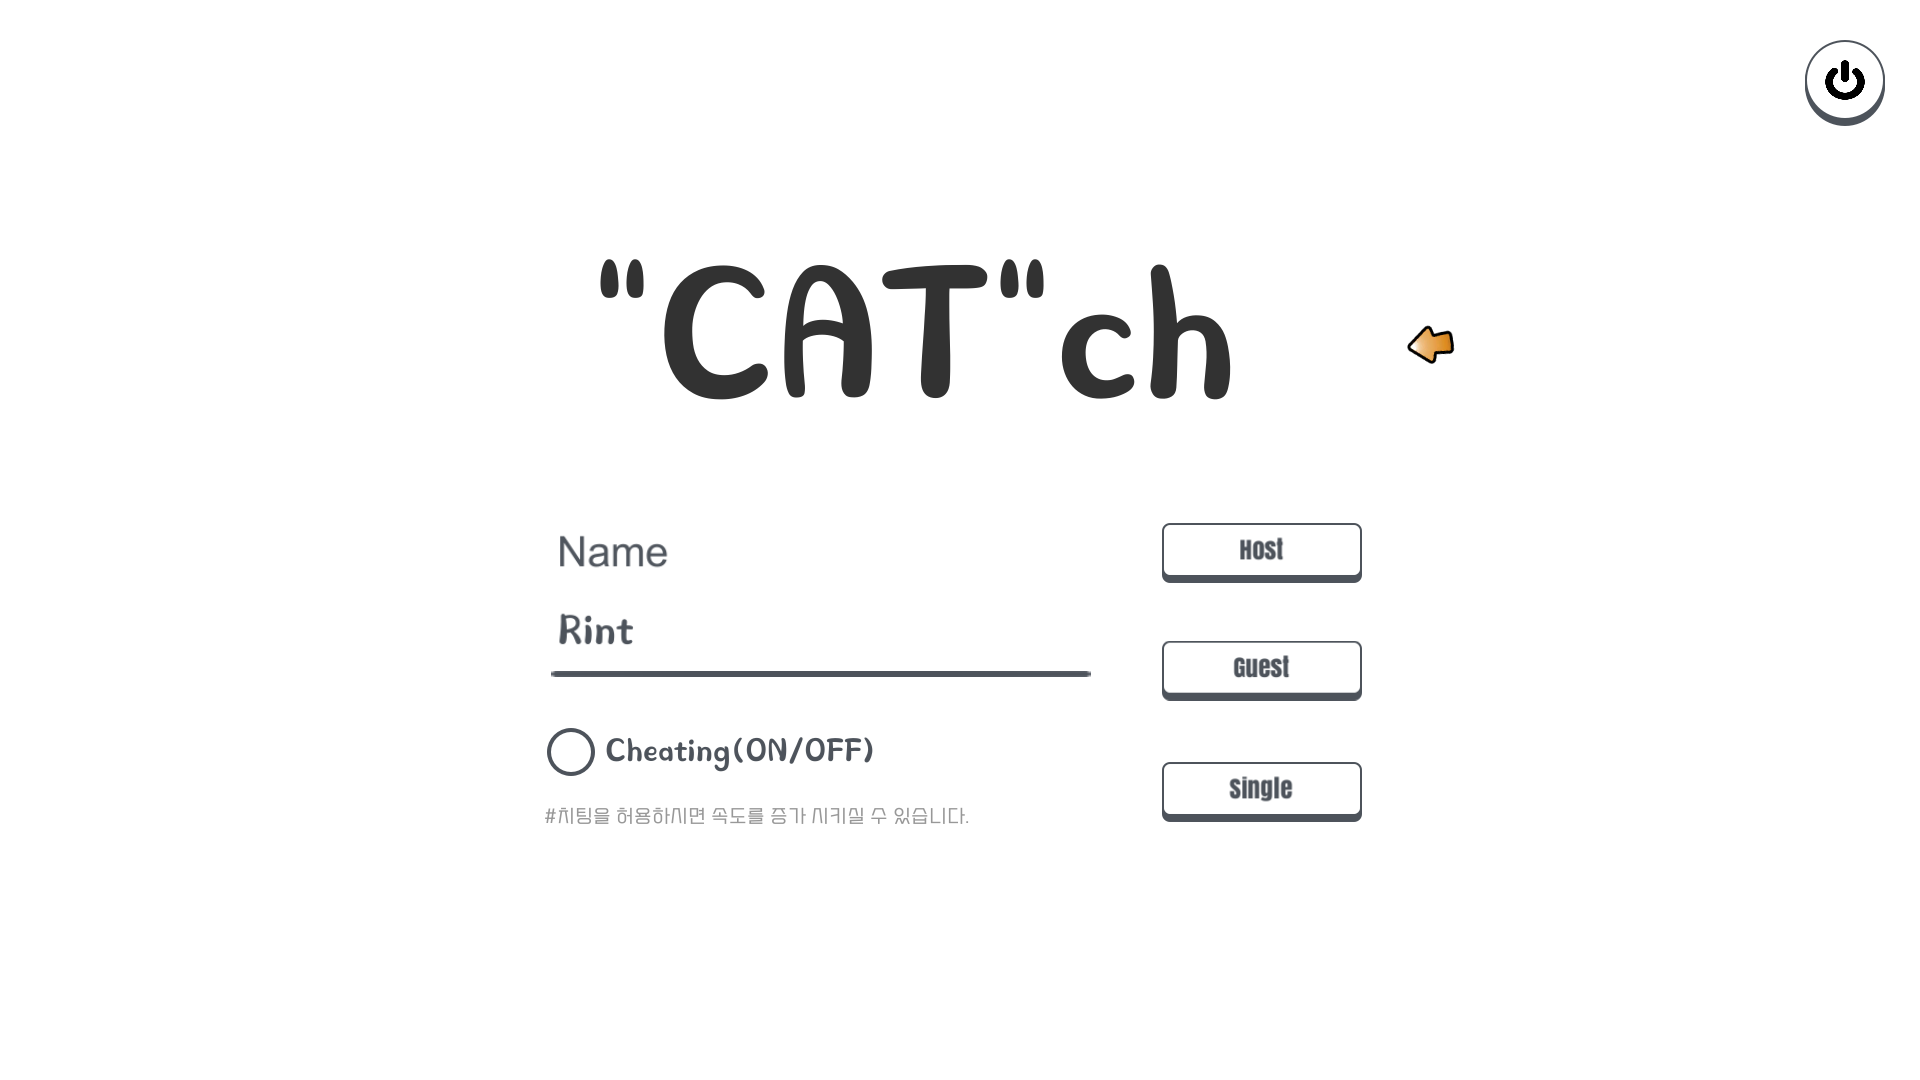 "CAT"ch
Name
Rint
Cheating(ON/OFF)
#치팅을 허용하시면 속도를 증가 시키실 수 있습니다.
Host
Guest
Single